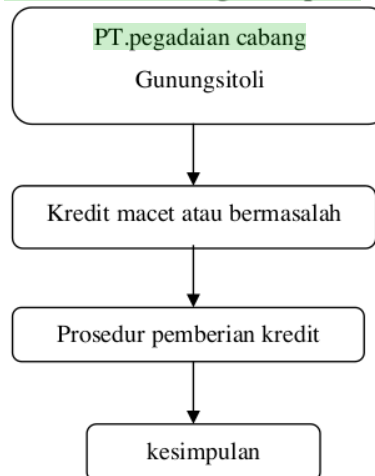 PT.pegadaian cabang
Gunungsitoli
Kredit macet atau bermasalah
Prosedur pemberian kredit
kesimpulan